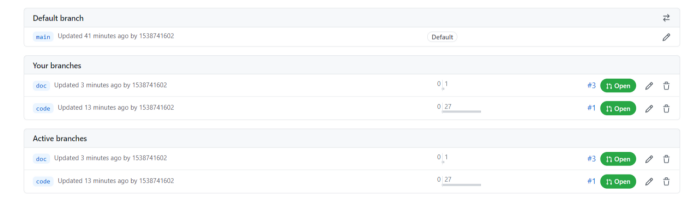 Default branch
main Updated 41 minutes ago by 1538741602 Default
Your branches
doc Updated 3 minutes ago by 1538741602 0 1 #3 Open
code Updated 13 minutes ago by 1538741602 0 27 #1 Open
Active branches
doc Updated 3 minutes ago by 1538741602 0 1 #3 Open
code Updated 13 minutes ago by 1538741602 0 27 #1 Open